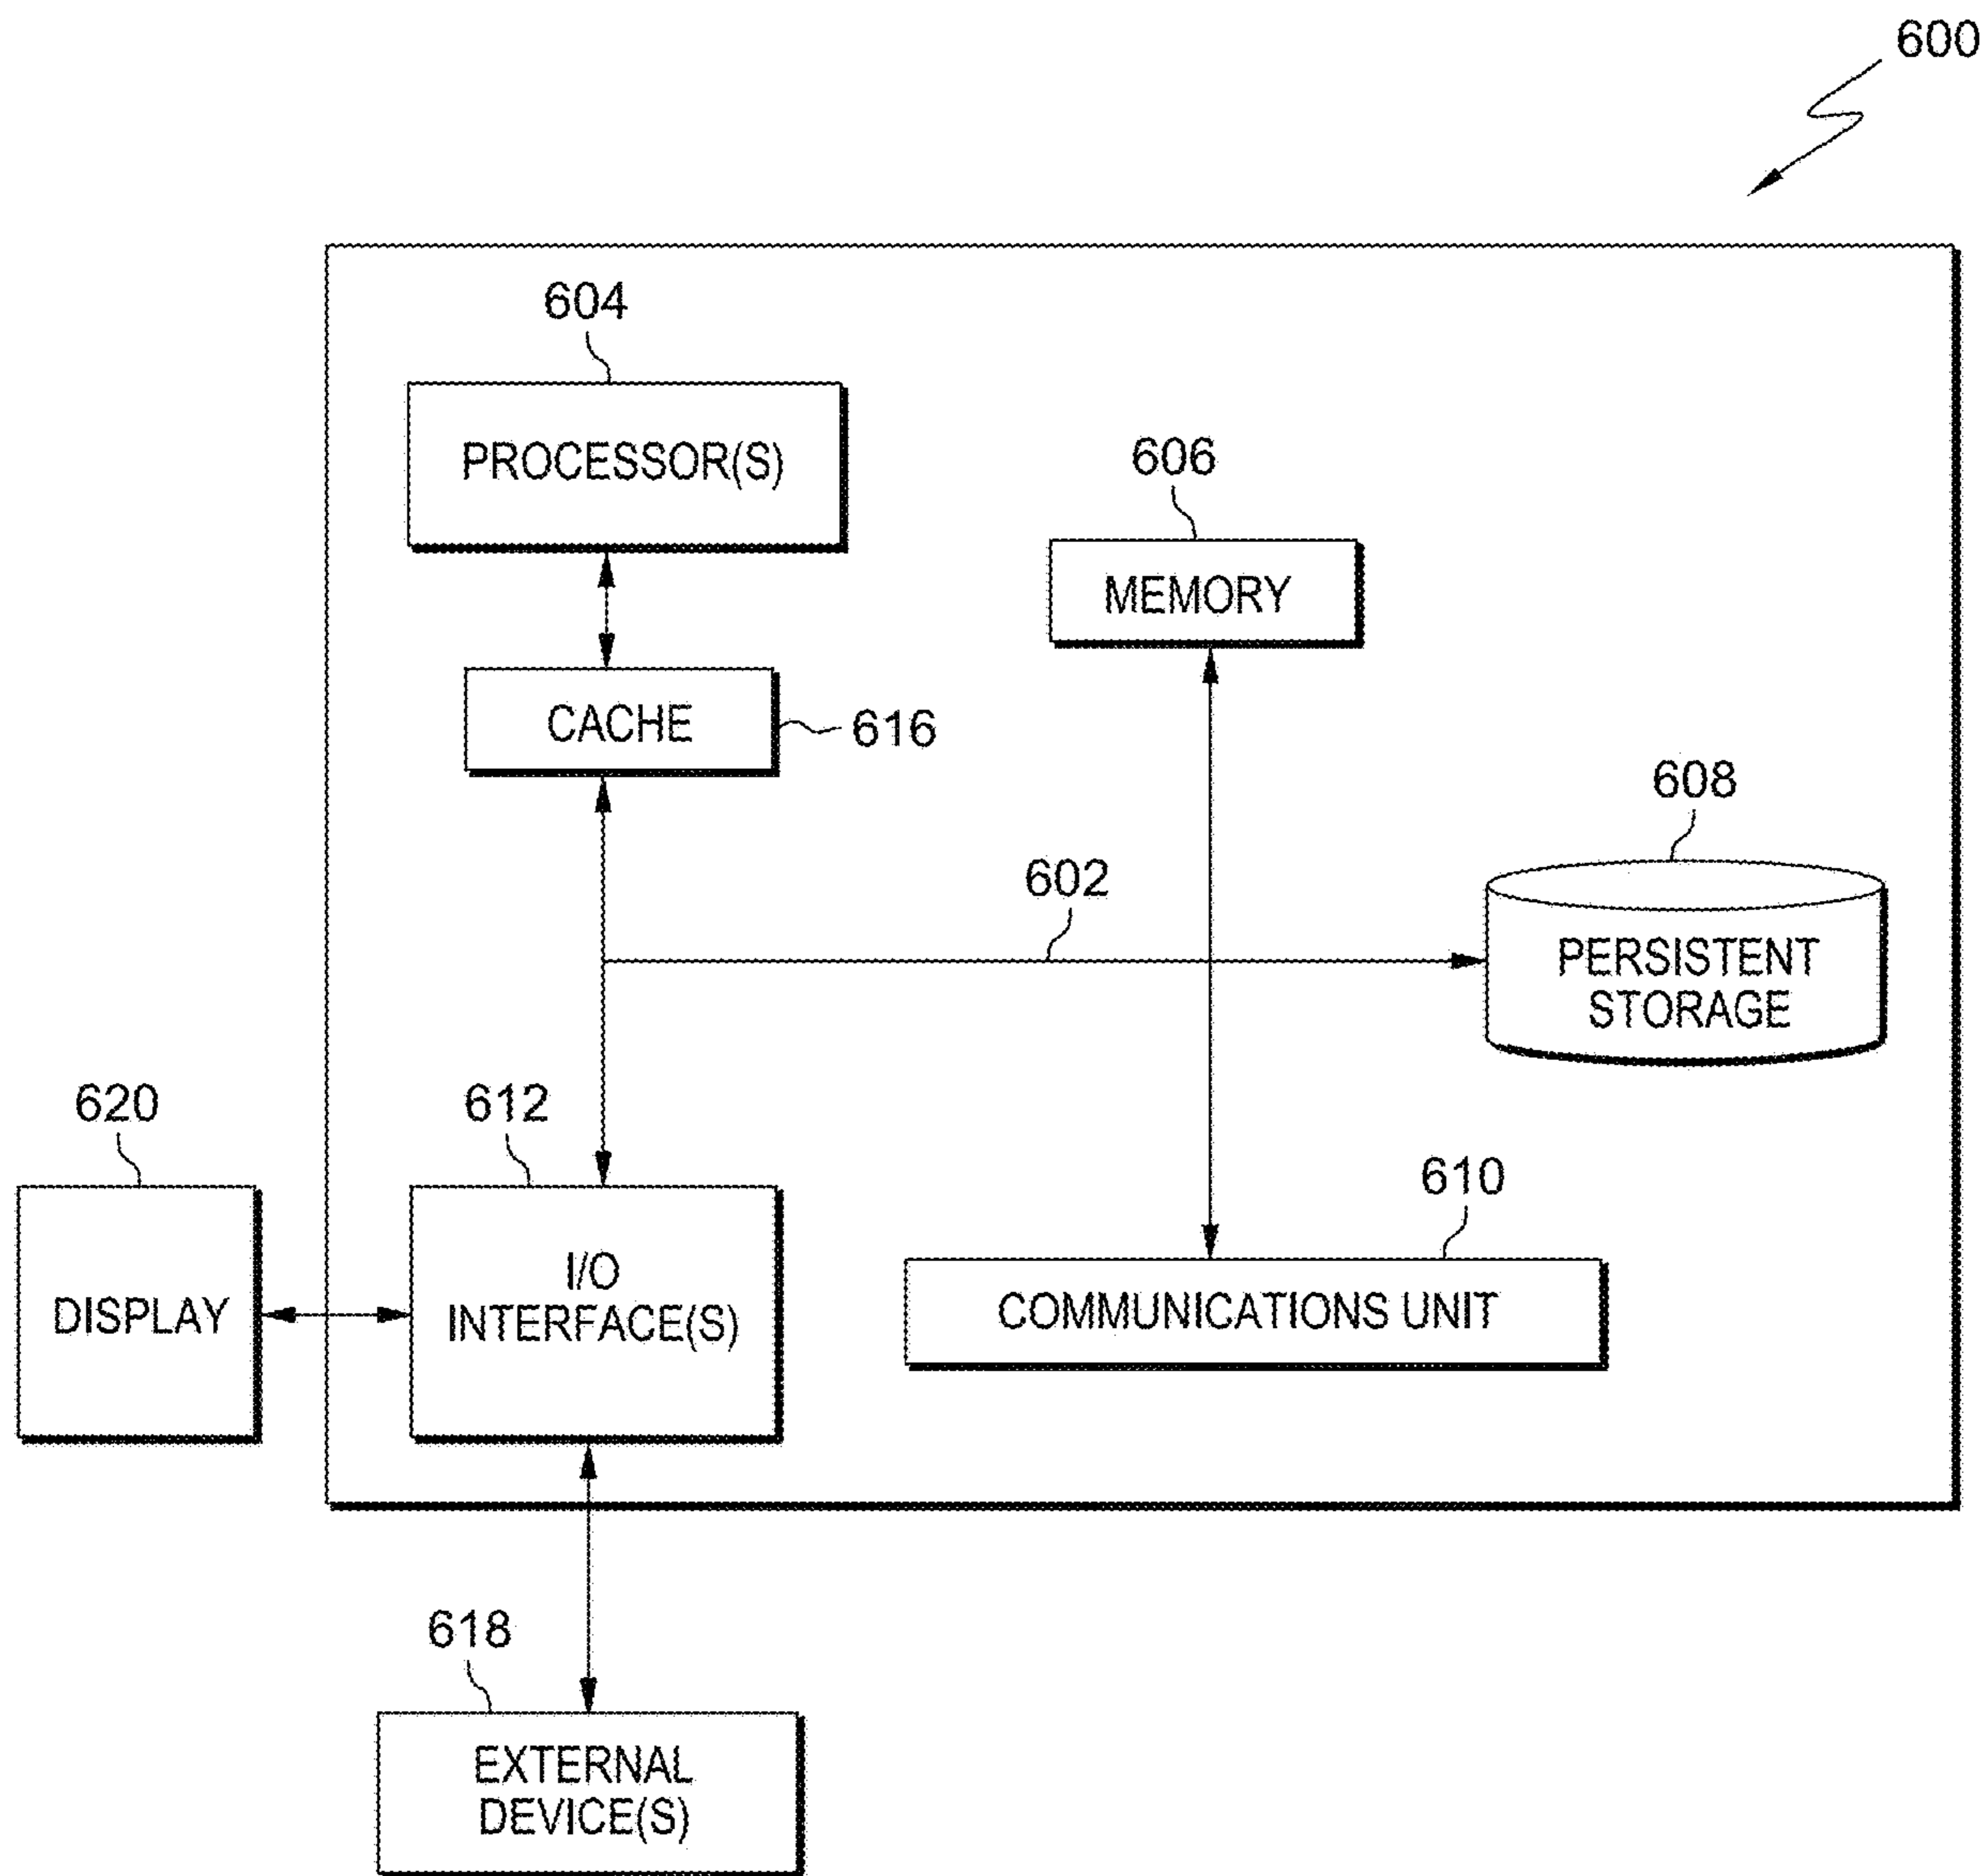 600
604
PROCESSOR(S)
606
MEMORY
CACHE
616
608
602
PERSISTENT
STORAGE
620
612
610
DISPLAY
I/O
INTERFACE(S)
COMMUNICATIONS UNIT
618
EXTERNAL
DEVICE(S)